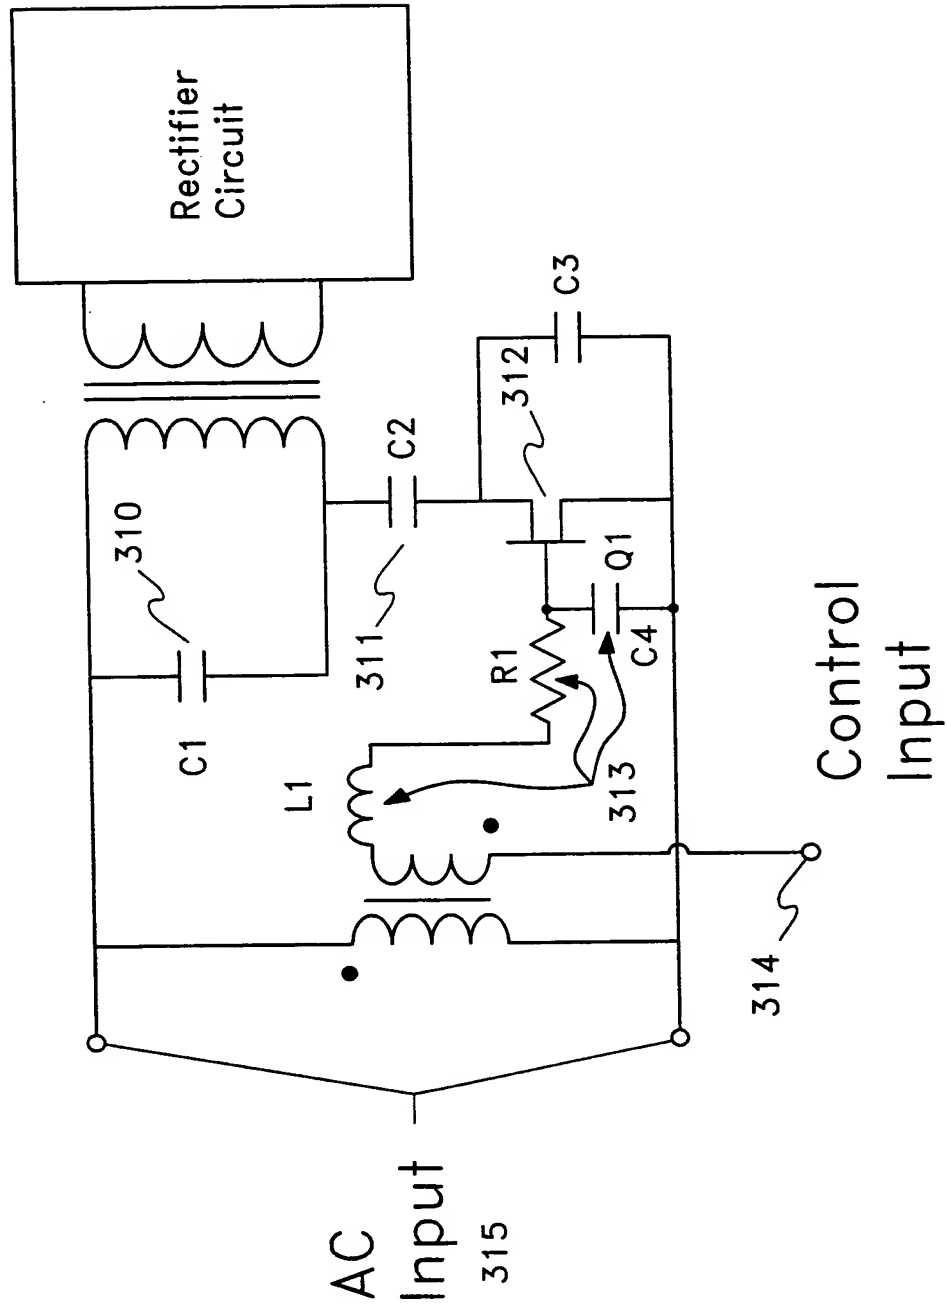 Rectifier
Circuit
310
C1
311
C2
312
C3
L1
R1
Q1
C4
313
314
AC
Input
315
Control
Input